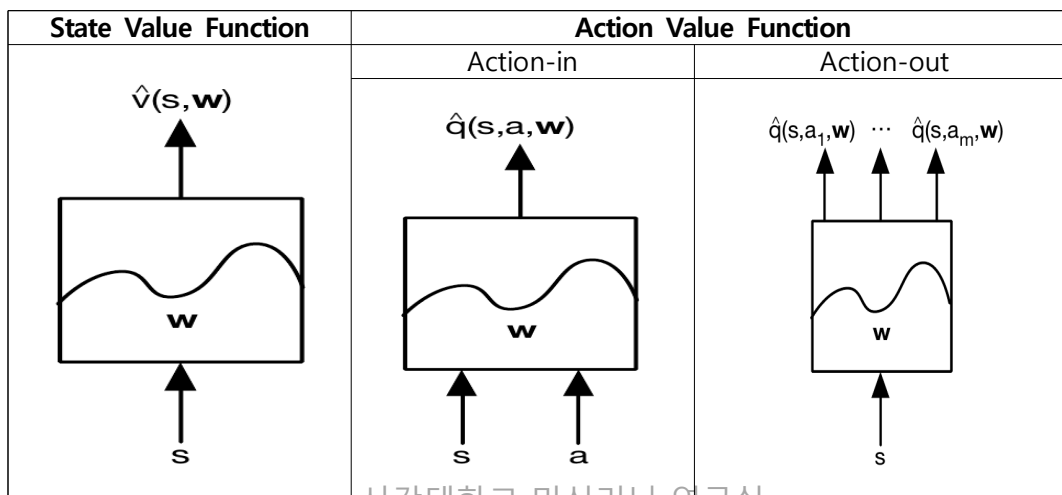 State Value Function
Action Value Function
Action-in
Action-out
v̂(s,w)
w
s
q̂(s,a,w)
w
s a
q̂(s,a₁,w) ⋯ q̂(s,aₘ,w)
w
s